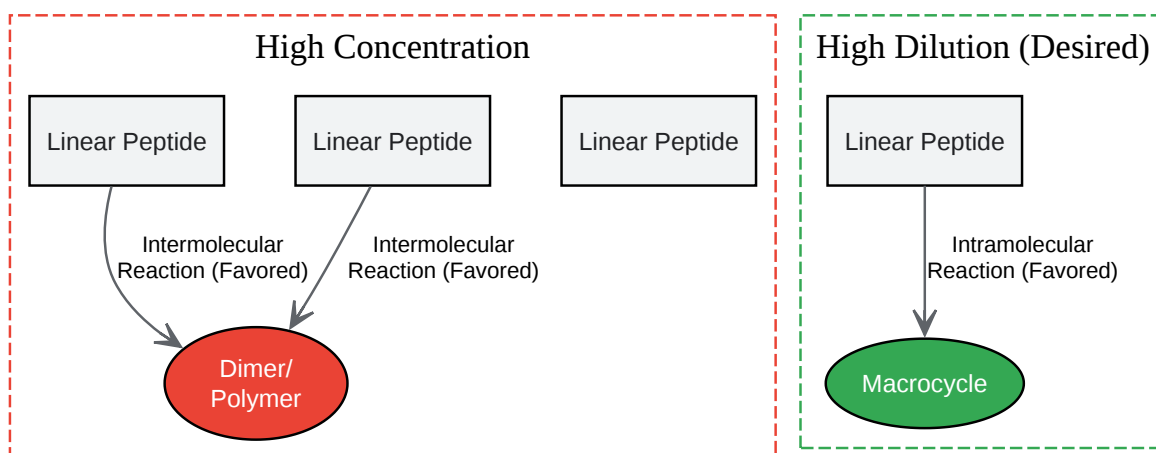 High Concentration
Linear Peptide
Linear Peptide
Linear Peptide
Intermolecular
Reaction (Favored)
Intermolecular
Reaction (Favored)
Dimer/
Polymer
High Dilution (Desired)
Linear Peptide
Intramolecular
Reaction (Favored)
Macrocycle